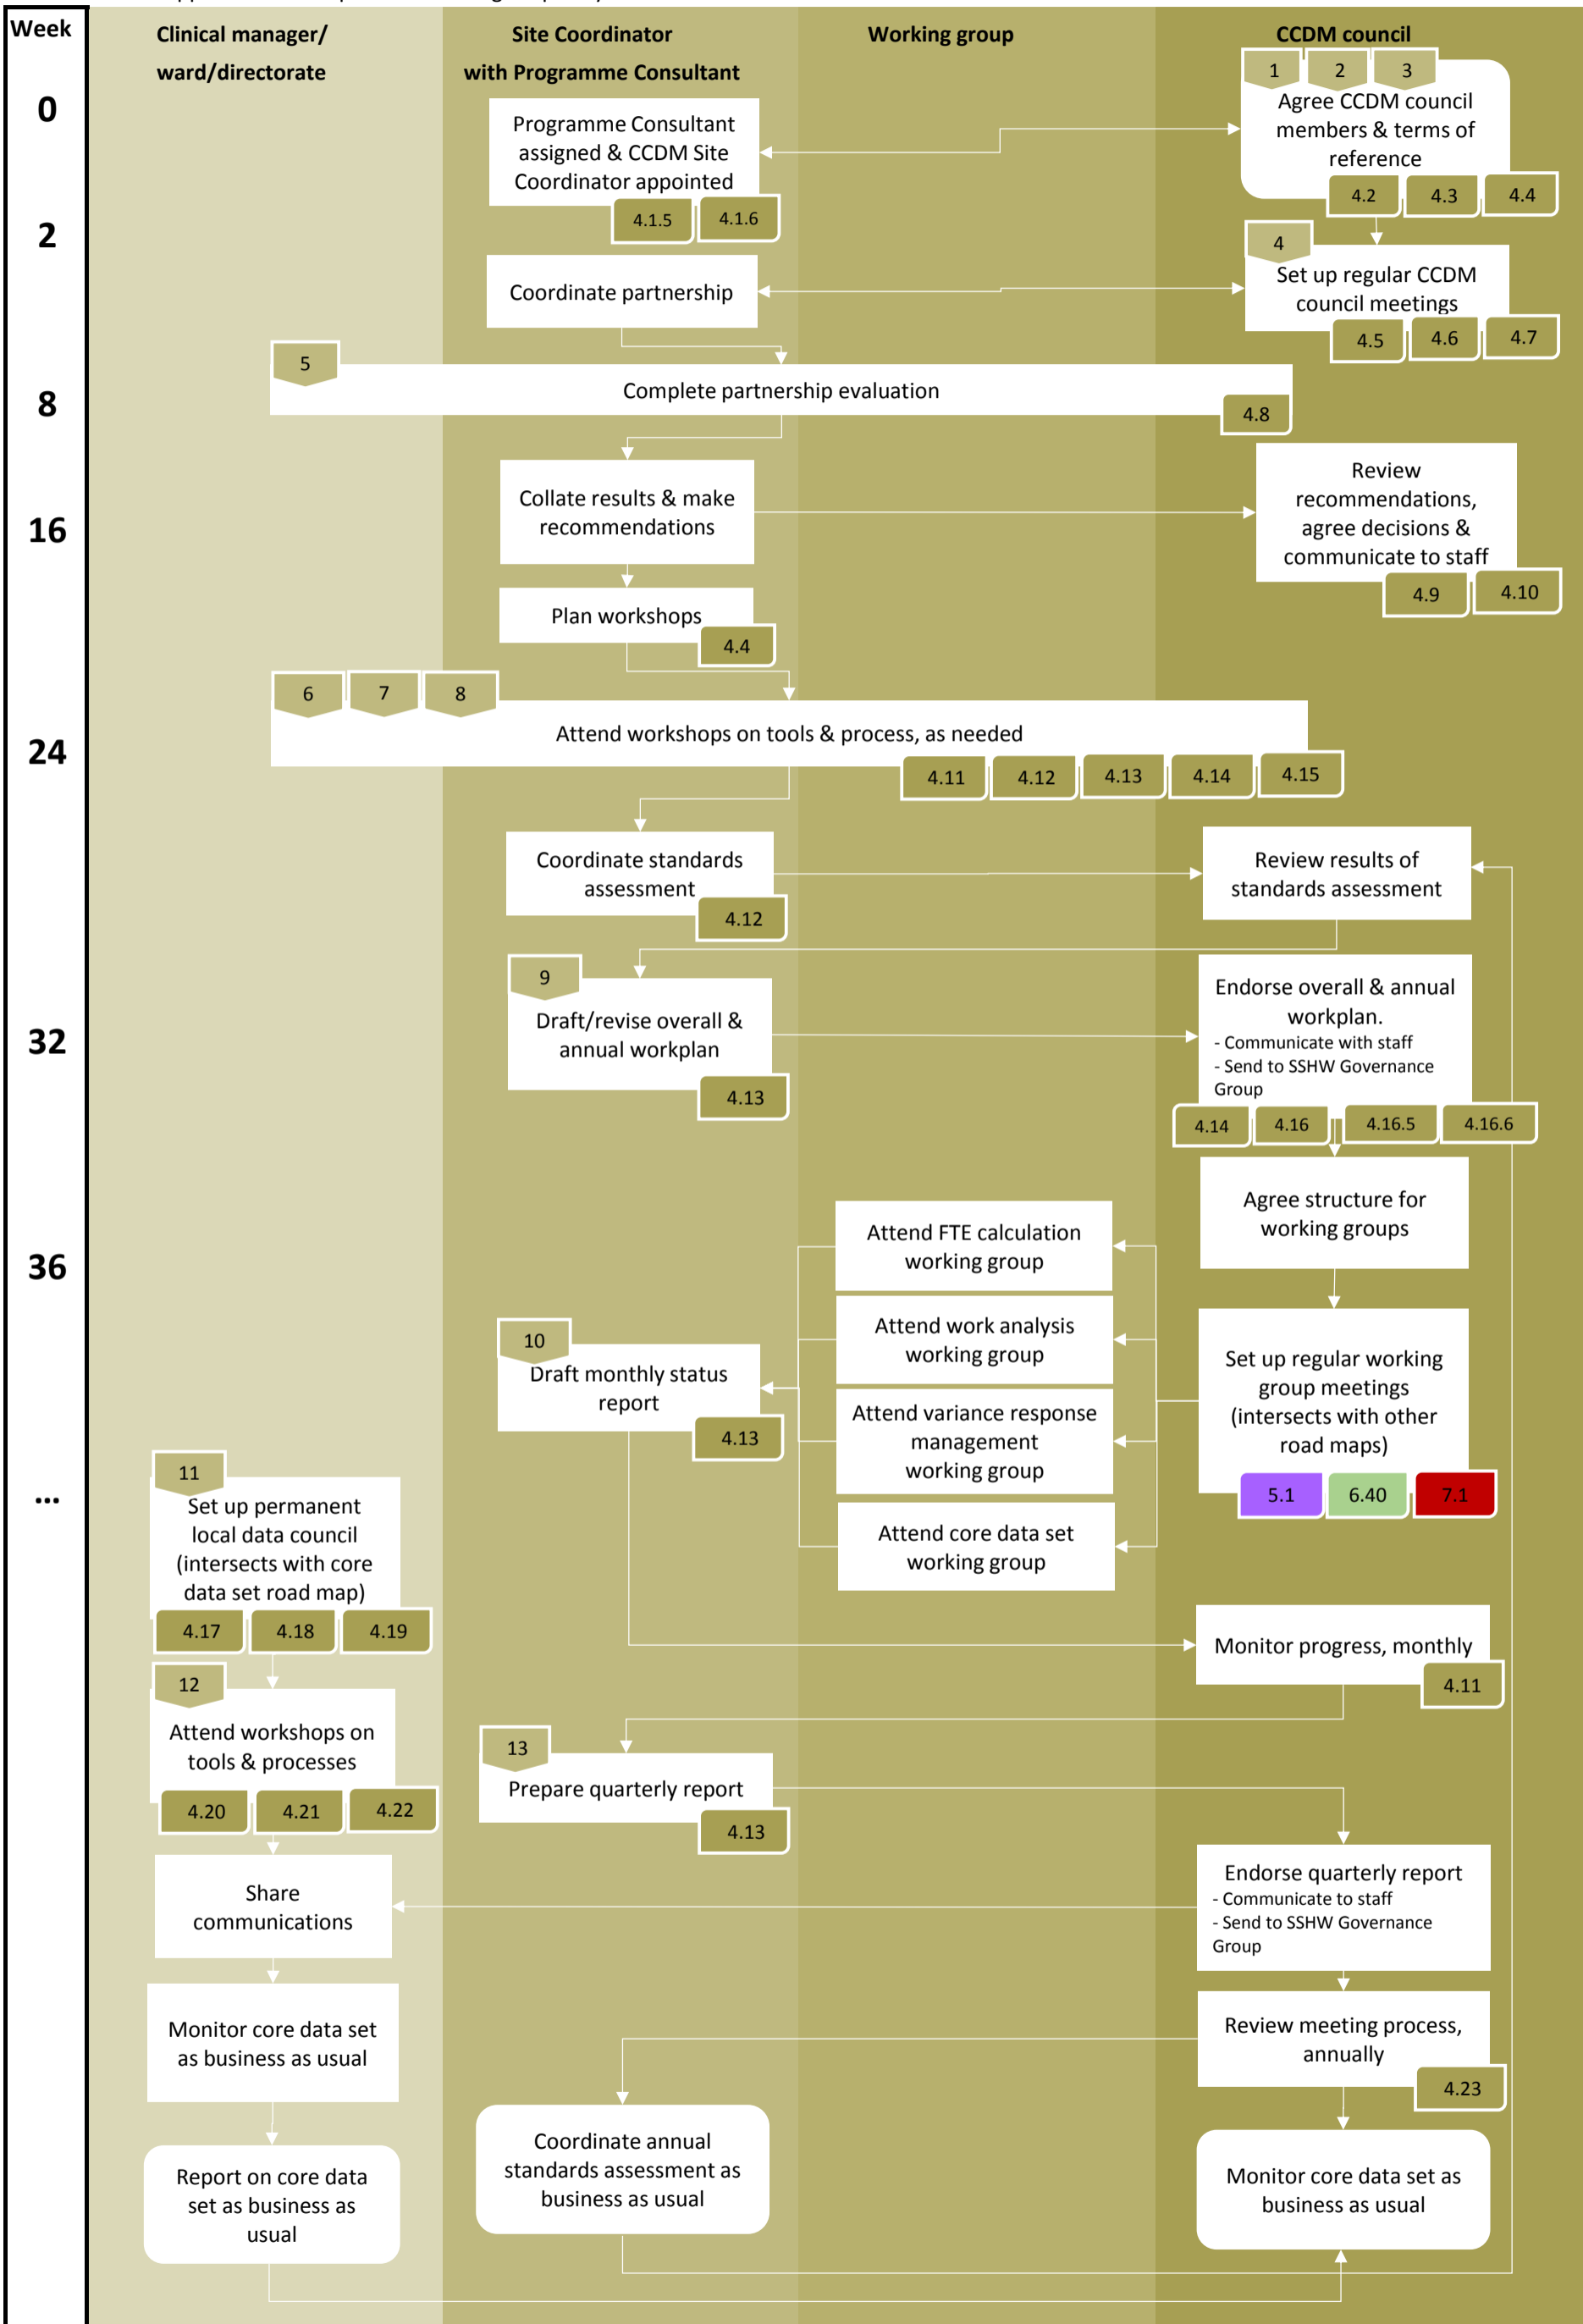 Week
Clinical manager/
ward/directorate
Site Coordinator
with Programme Consultant
Working group
CCDM council
0
1
2
3
Programme Consultant
assigned & CCDM Site
Coordinator appointed
4.1.5
4.1.6
Agree CCDM council
members & terms of
reference
4.2
4.3
4.4
2
Coordinate partnership
4
Set up regular CCDM
council meetings
4.5
4.6
4.7
8
5
Complete partnership evaluation
4.8
16
Collate results & make
recommendations
Review
recommendations,
agree decisions &
communicate to staff
4.9
4.10
Plan workshops
4.4
24
6
7
8
Attend workshops on tools & process, as needed
4.11
4.12
4.13
4.14
4.15
Coordinate standards
assessment
4.12
Review results of
standards assessment
32
9
Draft/revise overall &
annual workplan
4.13
Endorse overall & annual
workplan.
- Communicate with staff
- Send to SSHW Governance
Group
4.14
4.16
4.16.5
4.16.6
Agree structure for
working groups
36
Attend FTE calculation
working group
Attend work analysis
working group
Attend variance response
management
working group
Attend core data set
working group
10
Draft monthly status
report
4.13
Set up regular working
group meetings
(intersects with other
road maps)
5.1
6.40
7.1
...
11
Set up permanent
local data council
(intersects with core
data set road map)
4.17
4.18
4.19
Monitor progress, monthly
4.11
12
Attend workshops on
tools & processes
4.20
4.21
4.22
13
Prepare quarterly report
4.13
Share
communications
Endorse quarterly report
- Communicate to staff
- Send to SSHW Governance
Group
Monitor core data set
as business as usual
Review meeting process,
annually
4.23
Report on core data
set as business as
usual
Coordinate annual
standards assessment as
business as usual
Monitor core data set as
business as usual